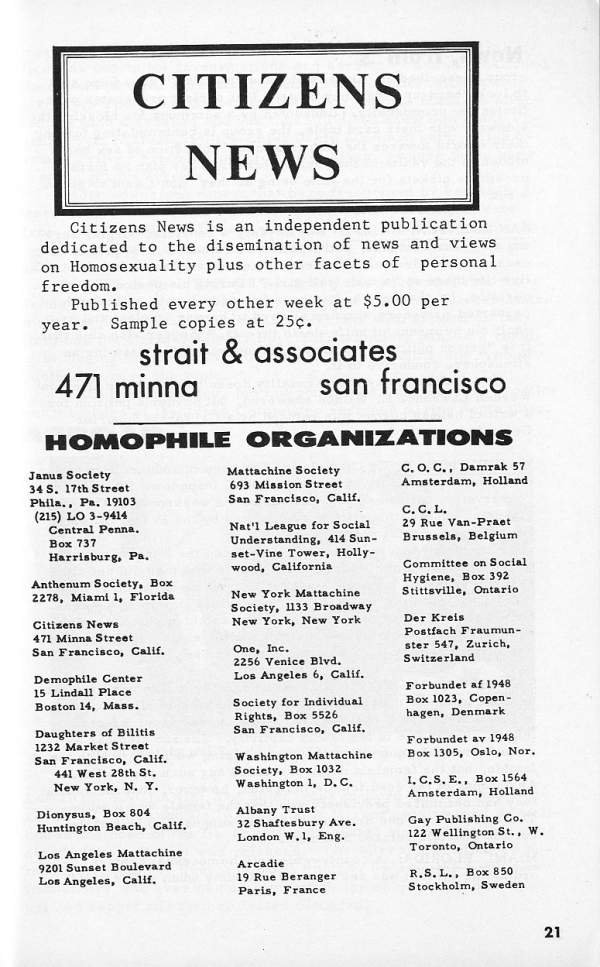 CITIZENS
NEWS
Citizens News is an independent publication
dedicated to the disemination of news and views
on Homosexuality plus other facets of personal
freedom.
Published every other week at $5.00 per
year. Sample copies at 25¢.
strait & associates
471 minna san francisco
HOMOPHILE ORGANIZATIONS
Janus Society
34 S. 17th Street
Phila., Pa. 19103
(215) LO 3-9414
Central Penna.
Box 737
Harrisburg, Pa.
Anthenum Society, Box
2278, Miami 1, Florida
Citizens News
471 Minna Street
San Francisco, Calif.
Demophile Center
15 Lindall Place
Boston 14, Mass.
Daughters of Bilitis
1232 Market Street
San Francisco, Calif.
441 West 28th St.
New York, N. Y.
Dionysus, Box 804
Huntington Beach, Calif.
Los Angeles Mattachine
9201 Sunset Boulevard
Los Angeles, Calif.
Mattachine Society
693 Mission Street
San Francisco, Calif.
Nat'l League for Social
Understanding, 414 Sun-
set-Vine Tower, Holly-
wood, California
New York Mattachine
Society, 1133 Broadway
New York, New York
One, Inc.
2256 Venice Blvd.
Los Angeles 6, Calif.
Society for Individual
Rights, Box 5526
San Francisco, Calif.
Washington Mattachine
Society, Box 1032
Washington 1, D. C.
Albany Trust
32 Shaftesbury Ave.
London W. 1, Eng.
Arcadie
19 Rue Beranger
Paris, France
C. O. C., Damrak 57
Amsterdam, Holland
C. C. L.
29 Rue Van-Praet
Brussels, Belgium
Committee on Social
Hygiene, Box 392
Stittsville, Ontario
Der Kreis
Postfach Fraumun-
ster 547, Zurich,
Switzerland
Forbundet af 1948
Box 1023, Copen-
hagen, Denmark
Forbundet av 1948
Box 1305, Oslo, Nor.
I. C. S. E., Box 1564
Amsterdam, Holland
Gay Publishing Co.
122 Wellington St., W.
Toronto, Ontario
R. S. L., Box 850
Stockholm, Sweden
21